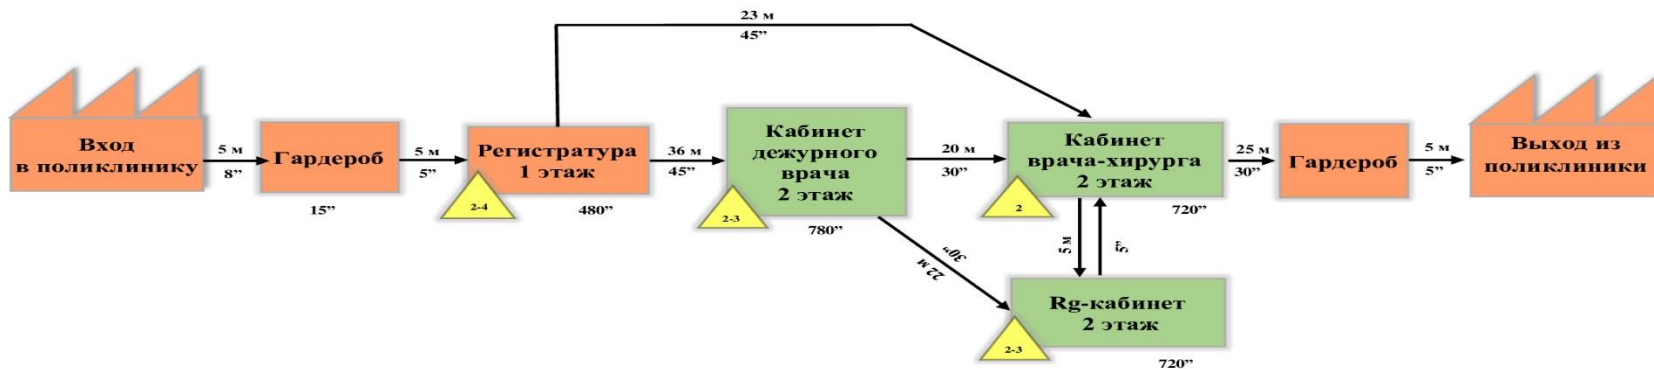 23 м
45”
Вход
в поликлинику
5 м
8”
Гардероб
15”
5 м
5”
Регистратура
1 этаж
2-4
480”
36 м
45”
Кабинет
дежурного
врача
2 этаж
2-3
780”
20 м
30”
22 м
30”
Кабинет
врача-хирурга
2 этаж
2
720”
5 м
5”
Rg-кабинет
2 этаж
2-3
720”
25 м
30”
Гардероб
5 м
5”
Выход из
поликлиники